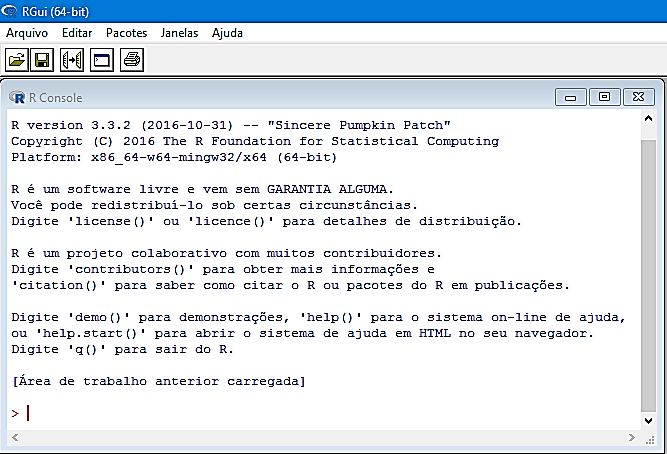 RGui (64-bit)
Arquivo Editar Pacotes Janelas Ajuda
R Console
R version 3.3.2 (2016-10-31) -- "Sincere Pumpkin Patch"
Copyright (C) 2016 The R Foundation for Statistical Computing
Platform: x86_64-w64-mingw32/x64 (64-bit)
R é um software livre e vem sem GARANTIA ALGUMA.
Você pode redistribuí-lo sob certas circunstâncias.
Digite 'license()' ou 'licence()' para detalhes de distribuição.
R é um projeto colaborativo com muitos contribuidores.
Digite 'contributors()' para obter mais informações e
'citation()' para saber como citar o R ou pacotes do R em publicações.
Digite 'demo()' para demonstrações, 'help()' para o sistema on-line de ajuda,
ou 'help.start()' para abrir o sistema de ajuda em HTML no seu navegador.
Digite 'q()' para sair do R.
[Área de trabalho anterior carregada]
>